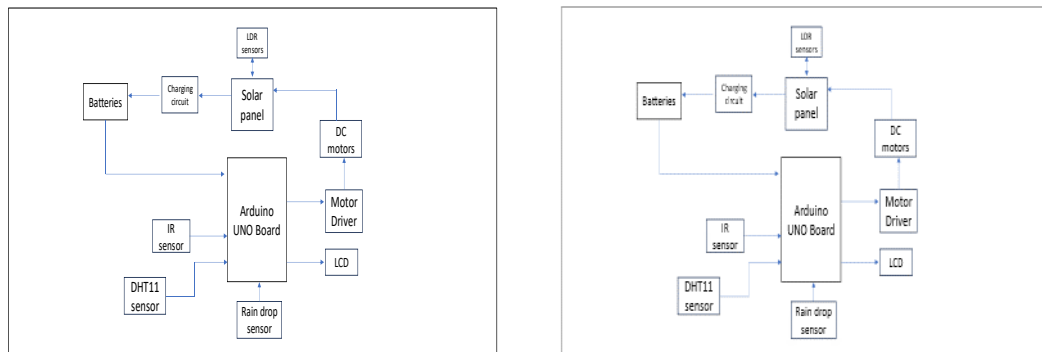 LDR
sensors
Batteries
Charging
circuit
Solar
panel
DC
motors
Arduino
UNO Board
Motor
Driver
IR
sensor
LCD
DHT11
sensor
Rain drop
sensor
LDR
sensors
Batteries
Charging
circuit
Solar
panel
DC
motors
Arduino
UNO Board
Motor
Driver
IR
sensor
LCD
DHT11
sensor
Rain drop
sensor